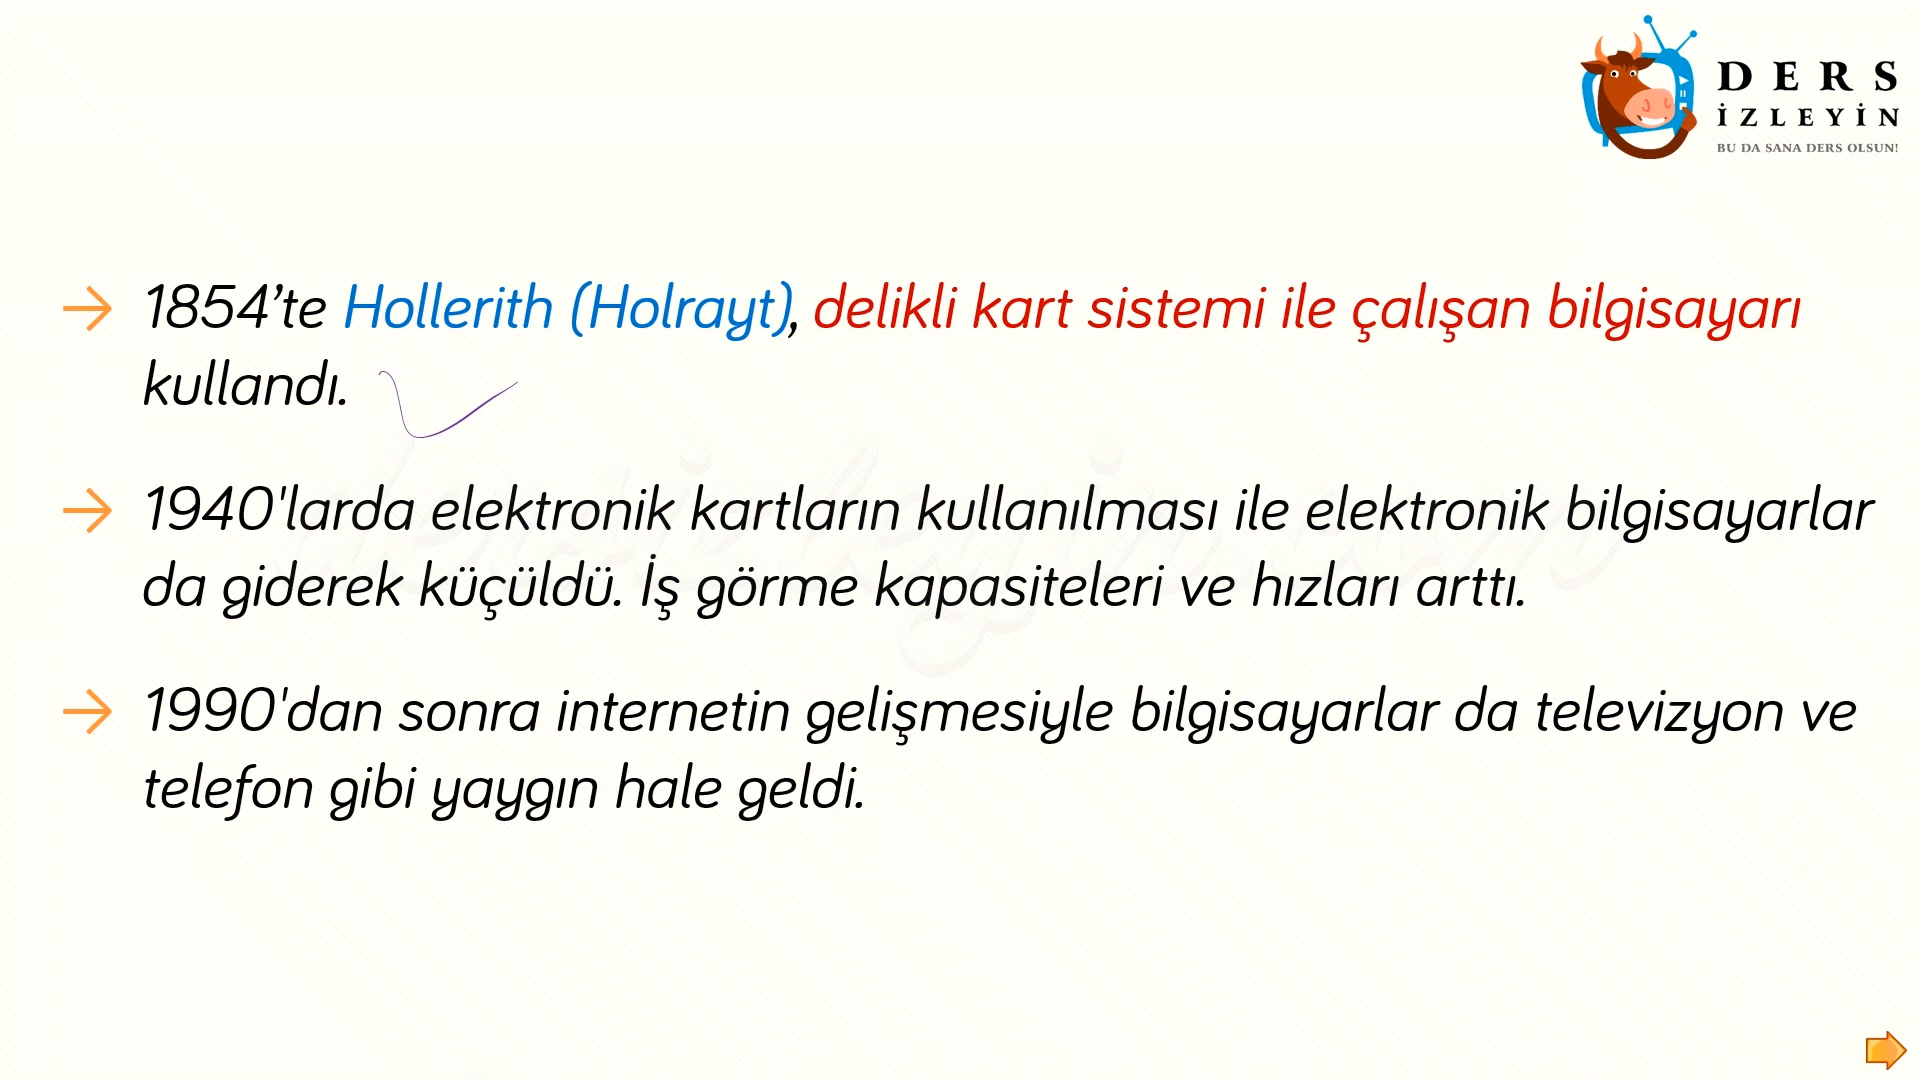 DERS
İZLEYİN
BU DA SANA DERS OLSUN!
→ 1854’te Hollerith (Holrayt), delikli kart sistemi ile çalışan bilgisayarı
kullandı.
→ 1940'larda elektronik kartların kullanılması ile elektronik bilgisayarlar
da giderek küçüldü. İş görme kapasiteleri ve hızları arttı.
→ 1990'dan sonra internetin gelişmesiyle bilgisayarlar da televizyon ve
telefon gibi yaygın hale geldi.